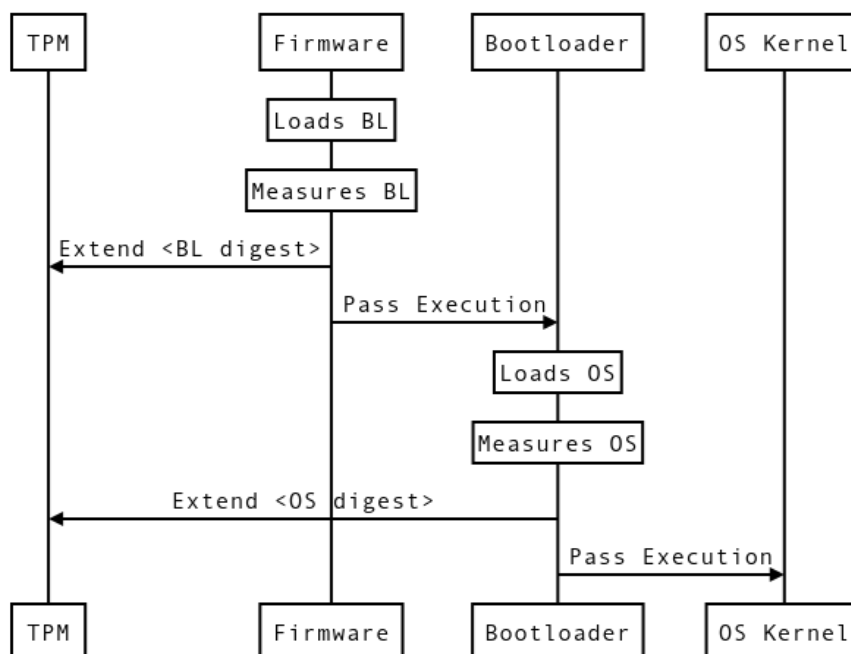 TPM
Firmware
Bootloader
OS Kernel
Loads BL
Measures BL
Extend <BL digest>
Pass Execution
Loads OS
Measures OS
Extend <OS digest>
Pass Execution
TPM
Firmware
Bootloader
OS Kernel